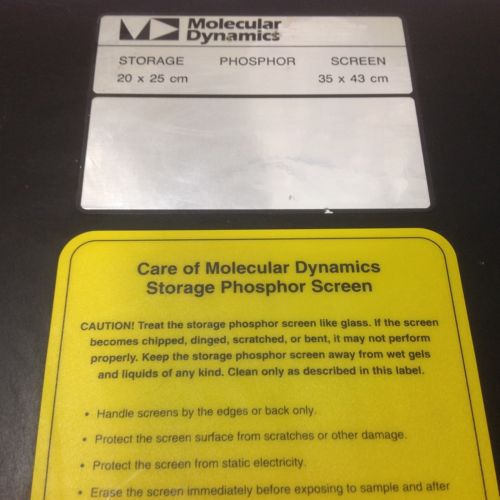 Molecular
Dynamics
STORAGE PHOSPHOR SCREEN
20 x 25 cm 35 x 43 cm
Care of Molecular Dynamics
Storage Phosphor Screen
CAUTION! Treat the storage phosphor screen like glass. If the screen
becomes chipped, dinged, scratched, or bent, it may not perform
properly. Keep the storage phosphor screen away from wet gels
and liquids of any kind. Clean only as described in this label.
• Handle screens by the edges or back only.
• Protect the screen surface from scratches or other damage.
• Protect the screen from static electricity.
• Erase the screen immediately before exposing to sample and after